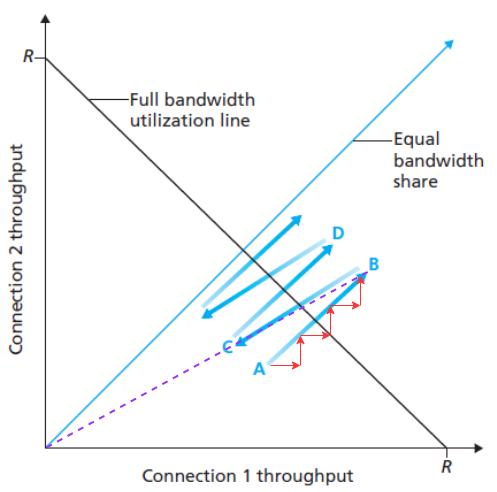 R
Full bandwidth
utilization line
Equal
bandwidth
share
Connection 2 throughput
D
B
C
A
R
Connection 1 throughput